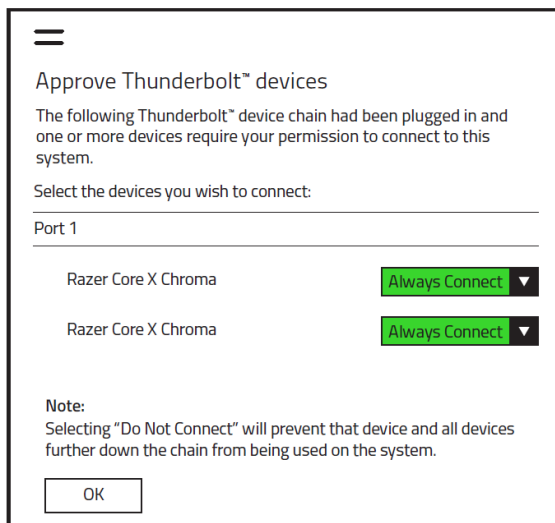 Approve Thunderbolt™ devices
The following Thunderbolt™ device chain had been plugged in and
one or more devices require your permission to connect to this
system.
Select the devices you wish to connect:
Port 1
Razer Core X Chroma Always Connect
Razer Core X Chroma Always Connect
Note:
Selecting “Do Not Connect” will prevent that device and all devices
further down the chain from being used on the system.
OK